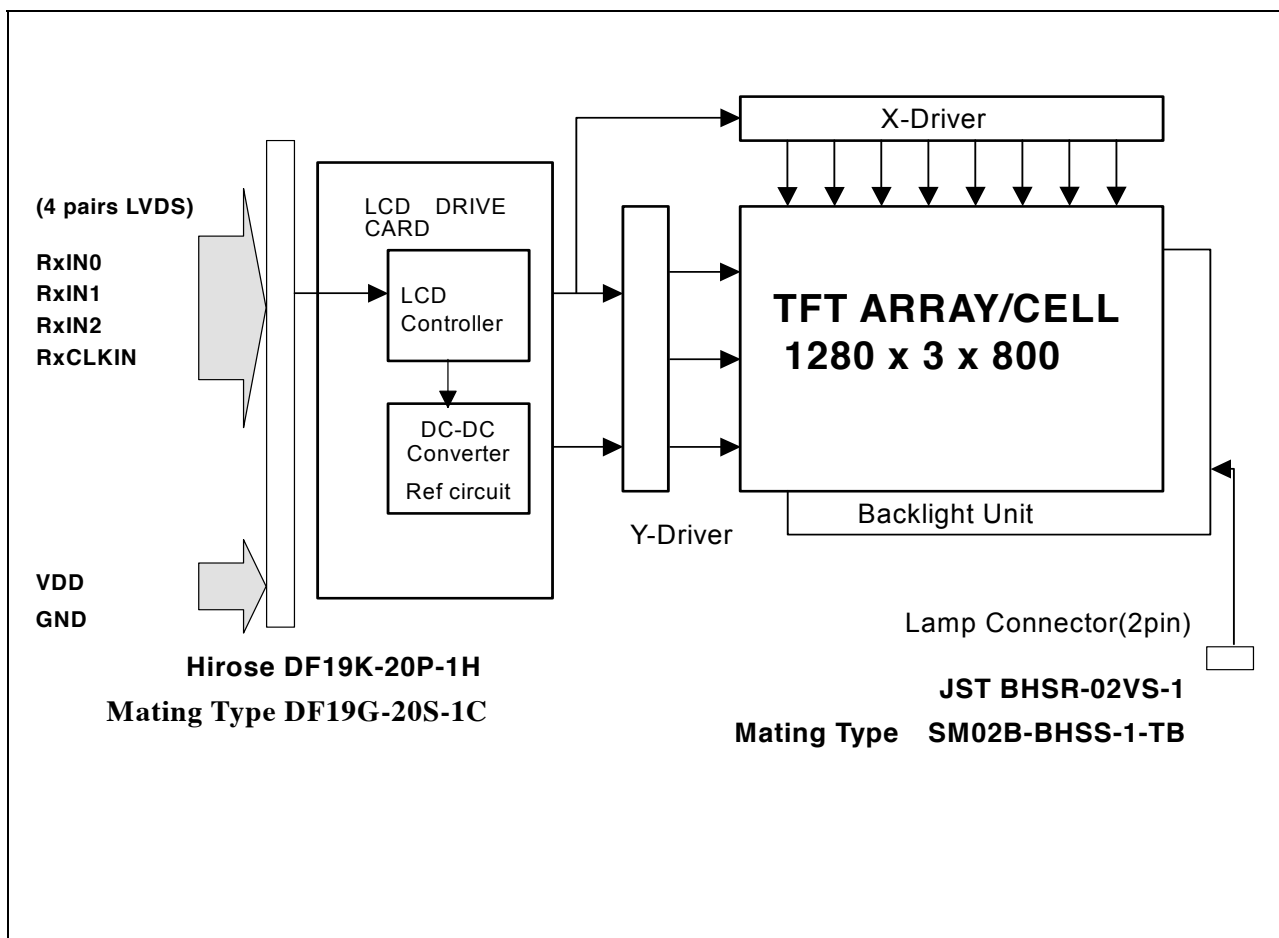 X-Driver
(4 pairs LVDS)
RxIN0
RxIN1
RxIN2
RxCLKIN
LCD DRIVE
CARD
LCD
Controller
DC-DC
Converter
Ref circuit
TFT ARRAY/CELL
1280 x 3 x 800
Y-Driver
Backlight Unit
VDD
GND
Hirose DF19K-20P-1H
Mating Type DF19G-20S-1C
Lamp Connector(2pin)
JST BHSR-02VS-1
Mating Type SM02B-BHSS-1-TB